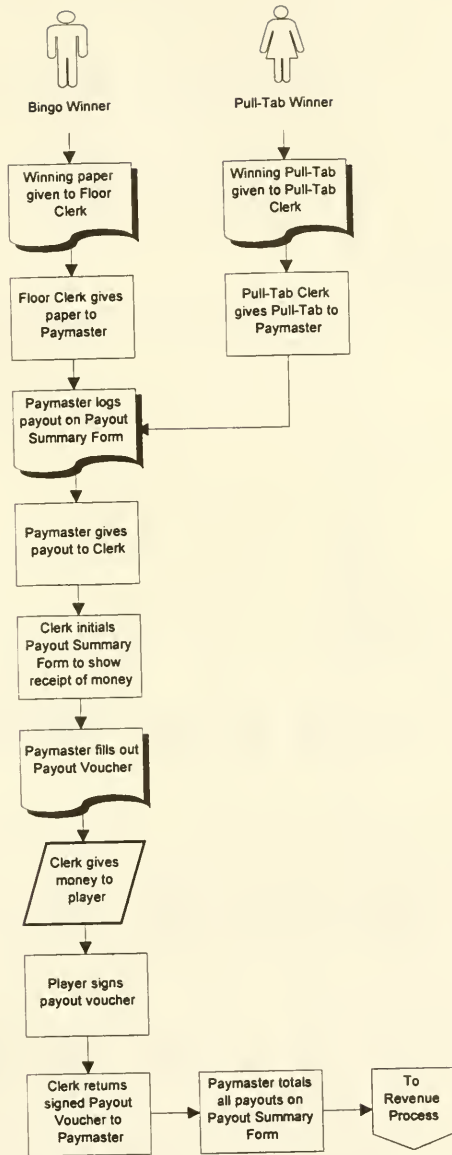 Bingo Winner
Pull-Tab Winner
Winning paper
given to Floor
Clerk
Winning Pull-Tab
given to Pull-Tab
Clerk
Floor Clerk gives
paper to
Paymaster
Pull-Tab Clerk
gives Pull-Tab to
Paymaster
Paymaster logs
payout on Payout
Summary Form
Paymaster gives
payout to Clerk
Clerk initials
Payout Summary
Form to show
receipt of money
Paymaster fills out
Payout Voucher
Clerk gives
money to
player
Player signs
payout voucher
Clerk returns
signed Payout
Voucher to
Paymaster
Paymaster totals
all payouts on
Payout Summary
Form
To
Revenue
Process